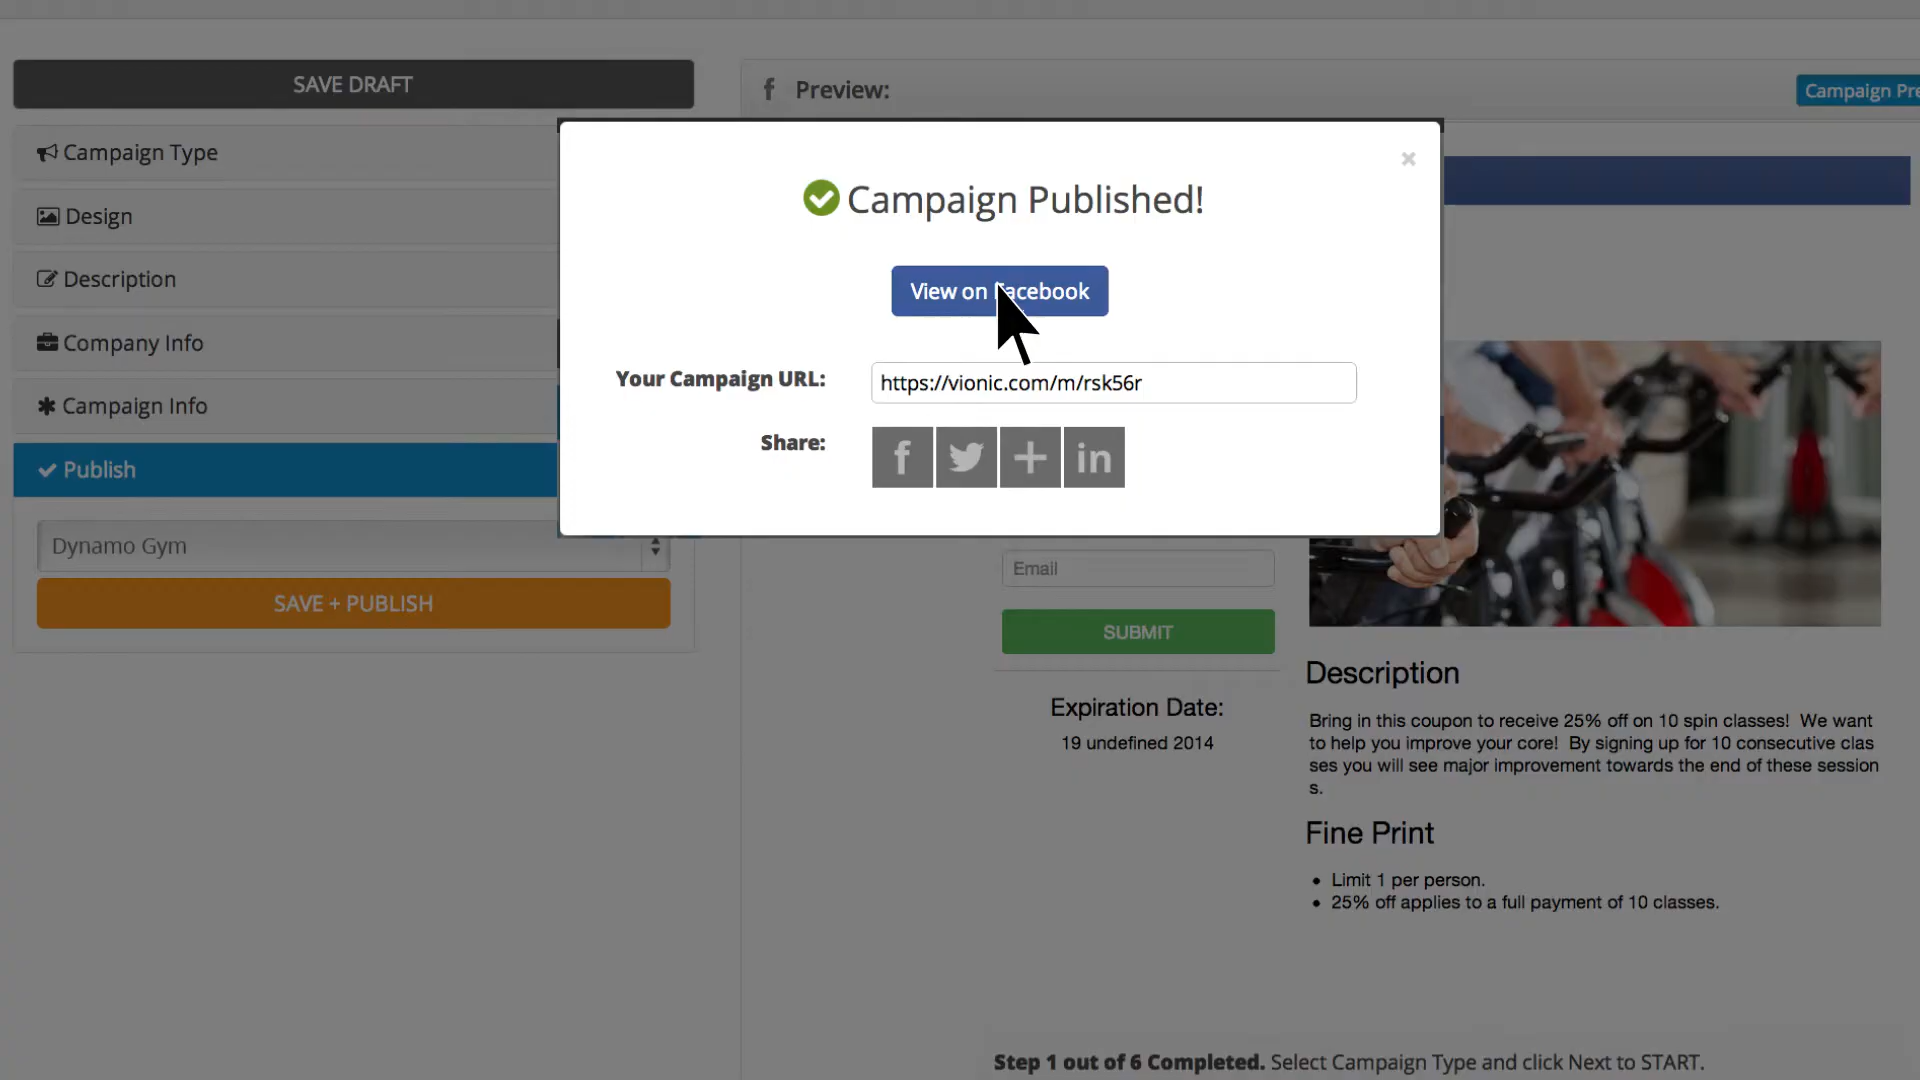 SAVE DRAFT
Campaign Type
Design
Description
Company Info
Campaign Info
Publish
Dynamo Gym
SAVE + PUBLISH
Preview:
Campaign Pre
Campaign Published!
View on Facebook
Your Campaign URL:
https://vionic.com/m/rsk56r
Share:
Email
SUBMIT
Expiration Date:
19 undefined 2014
Description
Bring in this coupon to receive 25% off on 10 spin classes!  We want
to help you improve your core!  By signing up for 10 consecutive clas
ses you will see major improvement towards the end of these session
s.
Fine Print
• Limit 1 per person.
• 25% off applies to a full payment of 10 classes.
Step 1 out of 6 Completed. Select Campaign Type and click Next to START.